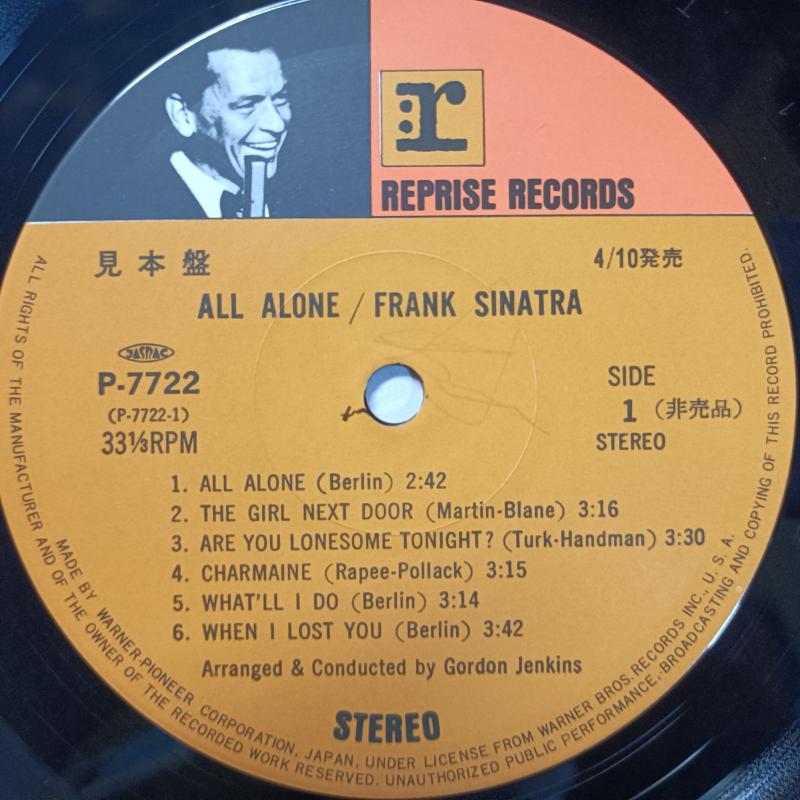 r
REPRISE RECORDS
見本盤
4/10発売
ALL ALONE / FRANK SINATRA
JASRAC
P-7722
(P-7722-1)
33⅓RPM
SIDE
1 (非売品)
STEREO
1. ALL ALONE (Berlin) 2:42
2. THE GIRL NEXT DOOR (Martin-Blane) 3:16
3. ARE YOU LONESOME TONIGHT? (Turk-Handman) 3:30
4. CHARMAINE (Rapee-Pollack) 3:15
5. WHAT'LL I DO (Berlin) 3:14
6. WHEN I LOST YOU (Berlin) 3:42
Arranged & Conducted by Gordon Jenkins
STEREO
ALL RIGHTS OF THE MANUFACTURER AND OF THE OWNER OF THE RECORDED WORK RESERVED. UNAUTHORIZED PUBLIC PERFORMANCE, BROADCASTING AND COPYING OF THIS RECORD PROHIBITED.
MADE BY WARNER-PIONEER CORPORATION, JAPAN, UNDER LICENSE FROM WARNER BROS. RECORDS INC., U. S. A.